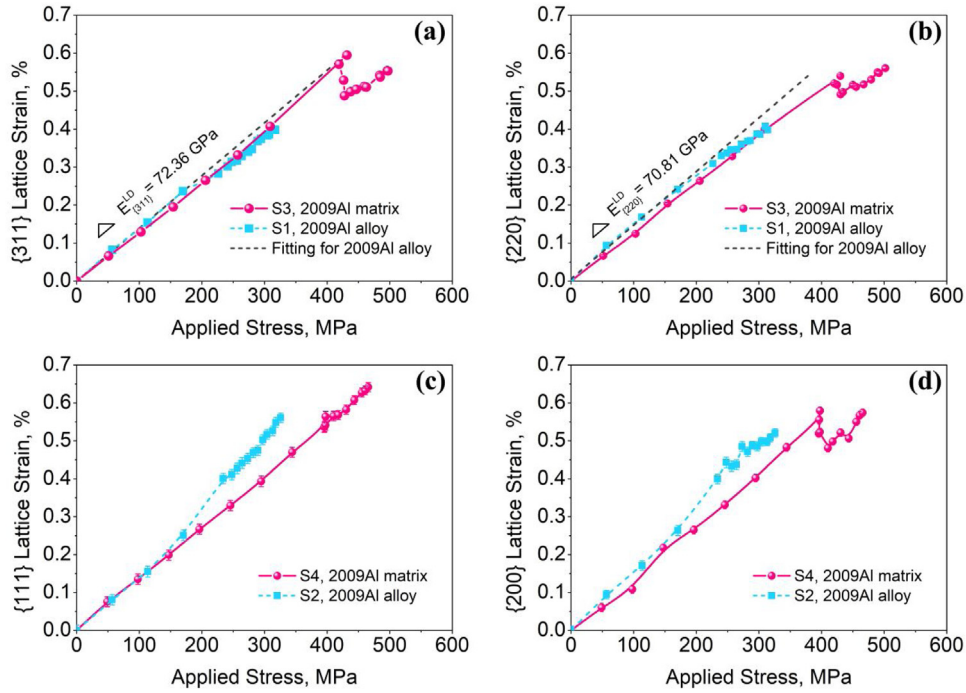 (a)
0.7
0.6
0.5
0.4
0.3
0.2
0.1
0.0
{311} Lattice Strain, %
E^{LD}_{{311}} = 72.36 GPa
S3, 2009Al matrix
S1, 2009Al alloy
Fitting for 2009Al alloy
0 100 200 300 400 500 600
Applied Stress, MPa
(b)
0.7
0.6
0.5
0.4
0.3
0.2
0.1
0.0
{220} Lattice Strain, %
E^{LD}_{{220}} = 70.81 GPa
S3, 2009Al matrix
S1, 2009Al alloy
Fitting for 2009Al alloy
0 100 200 300 400 500 600
Applied Stress, MPa
(c)
0.7
0.6
0.5
0.4
0.3
0.2
0.1
0.0
{111} Lattice Strain, %
S4, 2009Al matrix
S2, 2009Al alloy
0 100 200 300 400 500 600
Applied Stress, MPa
(d)
0.7
0.6
0.5
0.4
0.3
0.2
0.1
0.0
{200} Lattice Strain, %
S4, 2009Al matrix
S2, 2009Al alloy
0 100 200 300 400 500 600
Applied Stress, MPa